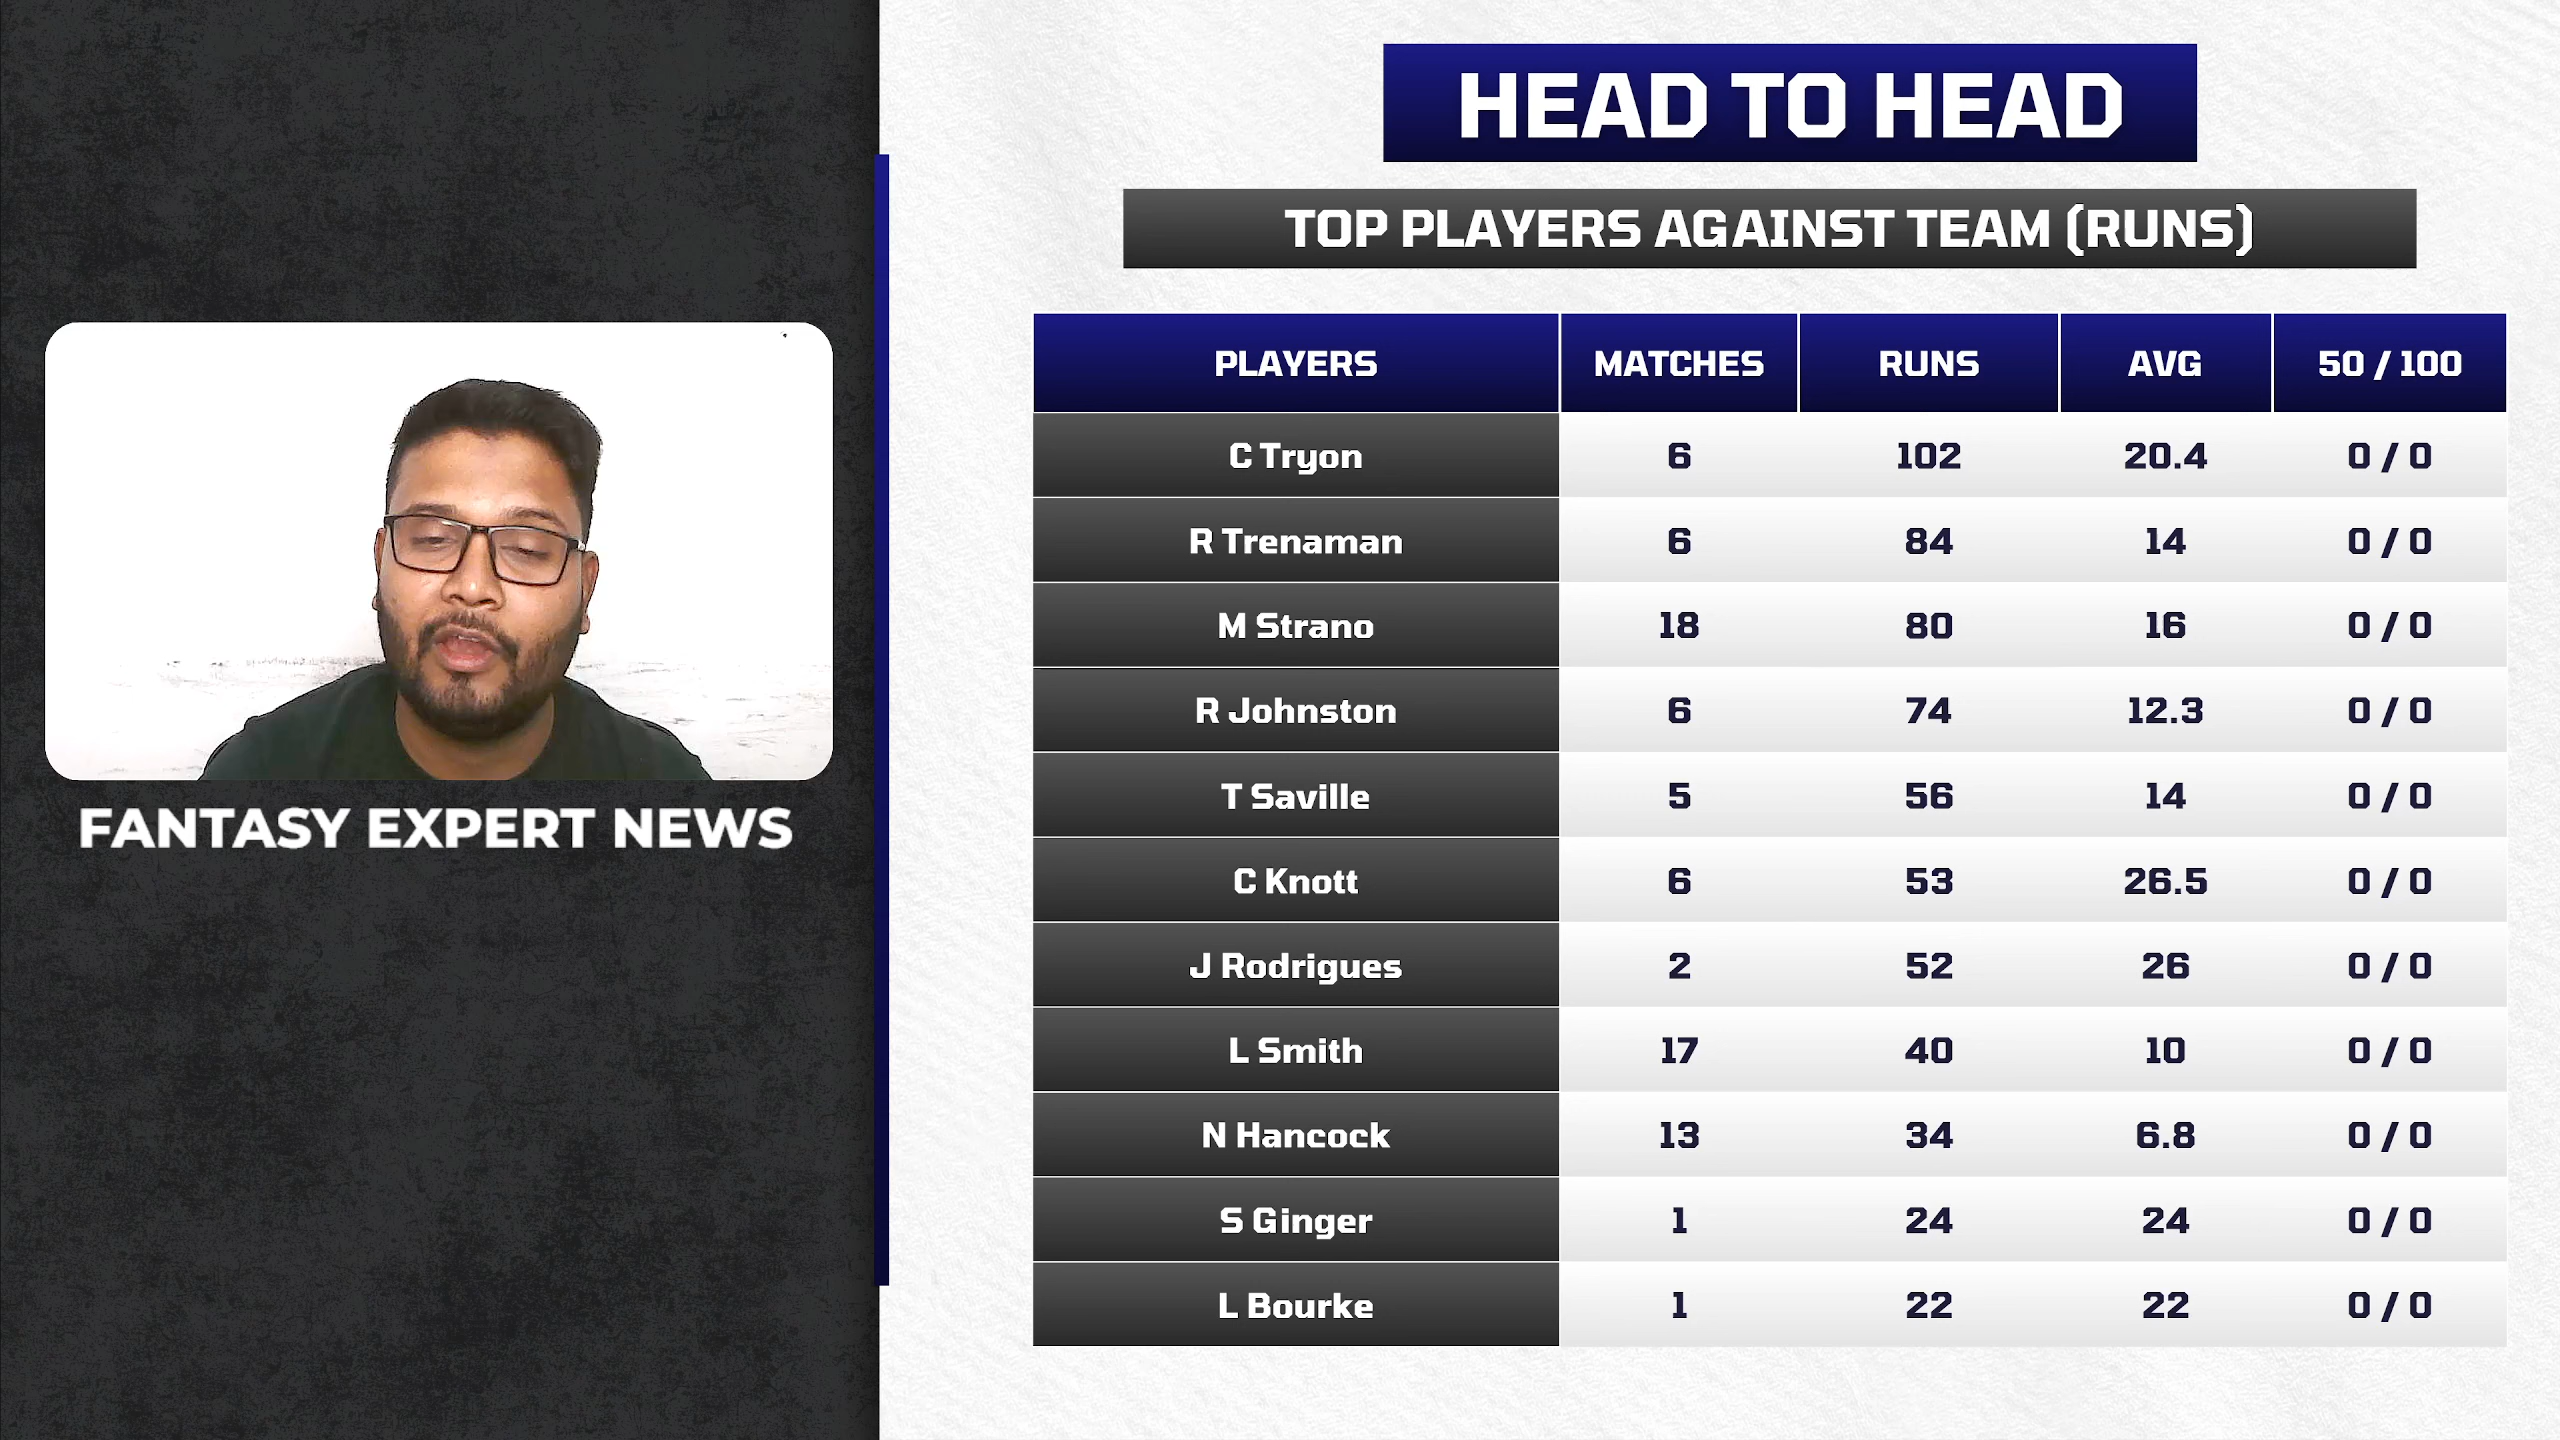 HEAD TO HEAD
TOP PLAYERS AGAINST TEAM (RUNS)
PLAYERS MATCHES RUNS AVG 50 / 100
C Tryon 6 102 20.4 0 / 0
R Trenaman 6 84 14 0 / 0
M Strano 18 80 16 0 / 0
R Johnston 6 74 12.3 0 / 0
T Saville 5 56 14 0 / 0
C Knott 6 53 26.5 0 / 0
J Rodrigues 2 52 26 0 / 0
L Smith 17 40 10 0 / 0
N Hancock 13 34 6.8 0 / 0
S Ginger 1 24 24 0 / 0
L Bourke 1 22 22 0 / 0
FANTASY EXPERT NEWS